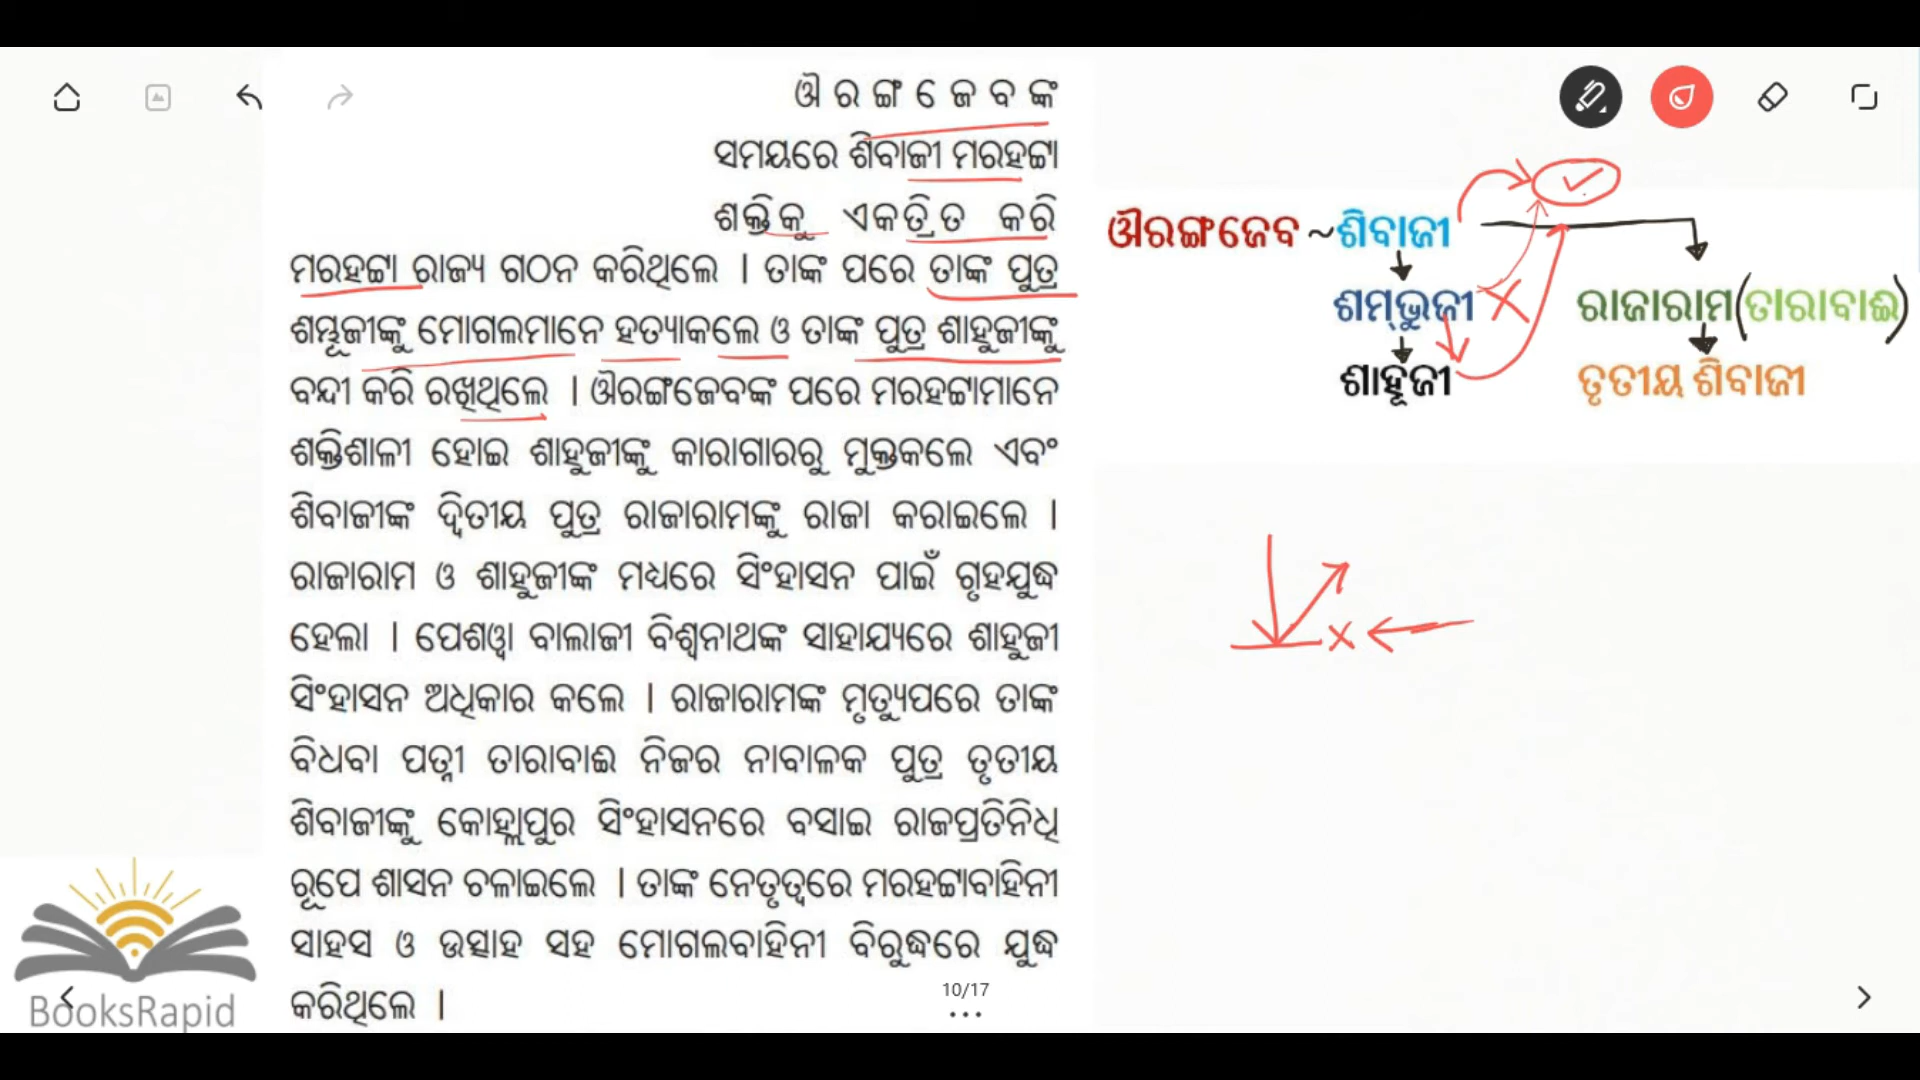 ଔରଙ୍ଗଜେବଙ୍କ
ସମୟରେ ଶିବାଜୀ ମରହଟ୍ଟା
ଶକ୍ତିକୁ ଏକତ୍ରିତ କରି
ମରହଟ୍ଟା ରାଜ୍ୟ ଗଠନ କରିଥିଲେ । ତାଙ୍କ ପରେ ତାଙ୍କ ପୁତ୍ର
ଶମ୍ଭୂଜୀଙ୍କୁ ମୋଗଲମାନେ ହତ୍ୟାକଲେ ଓ ତାଙ୍କ ପୁତ୍ର ଶାହୁଜୀଙ୍କୁ
ବନ୍ଦୀ କରି ରଖିଥିଲେ । ଔରଙ୍ଗଜେବଙ୍କ ପରେ ମରହଟ୍ଟାମାନେ
ଶକ୍ତିଶାଳୀ ହୋଇ ଶାହୁଜୀଙ୍କୁ କାରାଗାରରୁ ମୁକ୍ତକଲେ ଏବଂ
ଶିବାଜୀଙ୍କ ଦ୍ୱିତୀୟ ପୁତ୍ର ରାଜାରାମଙ୍କୁ ରାଜା କରାଇଲେ ।
ରାଜାରାମ ଓ ଶାହୁଜୀଙ୍କ ମଧ୍ୟରେ ସିଂହାସନ ପାଇଁ ଗୃହଯୁଦ୍ଧ
ହେଲା । ପେଶୱା ବାଲାଜୀ ବିଶ୍ୱନାଥଙ୍କ ସାହାଯ୍ୟରେ ଶାହୁଜୀ
ସିଂହାସନ ଅଧିକାର କଲେ । ରାଜାରାମଙ୍କ ମୃତ୍ୟୁପରେ ତାଙ୍କ
ବିଧବା ପତ୍ନୀ ତାରାବାଈ ନିଜର ନାବାଳକ ପୁତ୍ର ତୃତୀୟ
ଶିବାଜୀଙ୍କୁ କୋହ୍ଲାପୁର ସିଂହାସନରେ ବସାଇ ରାଜପ୍ରତିନିଧି
ରୂପେ ଶାସନ ଚଳାଇଲେ । ତାଙ୍କ ନେତୃତ୍ୱରେ ମରହଟ୍ଟାବାହିନୀ
ସାହସ ଓ ଉତ୍ସାହ ସହ ମୋଗଲବାହିନୀ ବିରୁଦ୍ଧରେ ଯୁଦ୍ଧ
କରିଥିଲେ ।
ଔରଙ୍ଗଜେବ ~ଶିବାଜୀ
ଶମ୍ଭୁଜୀ ରାଜାରାମ(ତାରାବାଈ)
ଶାହୂଜୀ ତୃତୀୟ ଶିବାଜୀ
BooksRapid
10/17